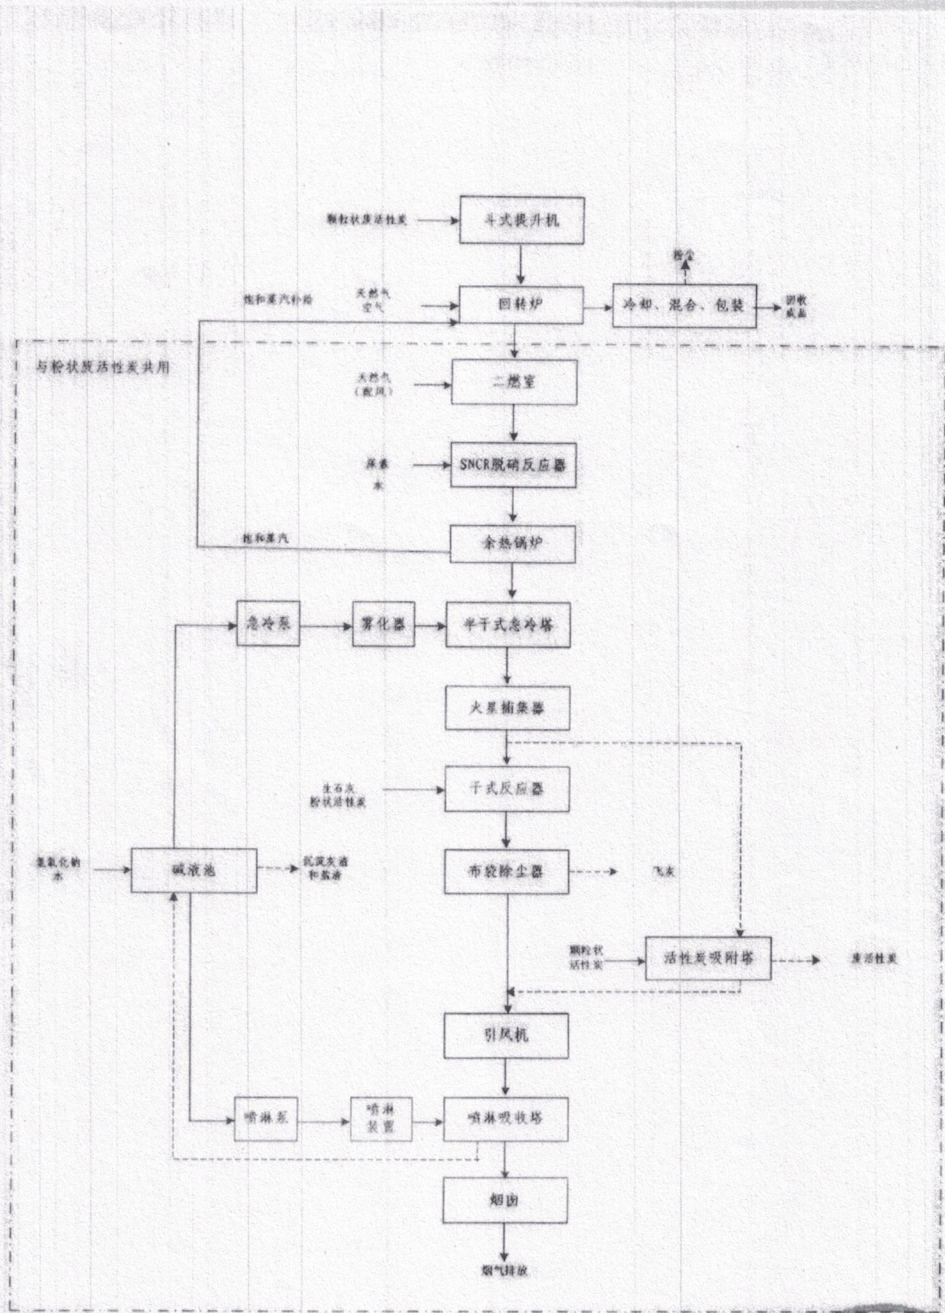 颗粒状废活性炭
斗式提升机
粉尘
饱和蒸汽补给
天然气
空气
回转炉
冷却、混合、包装
回收
成品
与粉状废活性炭共用
天然气
(配风)
二燃室
尿素
水
SNCR脱硝反应器
饱和蒸汽
余热锅炉
急冷泵
雾化器
半干式急冷塔
火星捕集器
生石灰
粉状活性炭
干式反应器
氢氧化钠
水
碱液池
沉淀灰渣
和盐渣
布袋除尘器
飞灰
颗粒状
活性炭
活性炭吸附塔
废活性炭
引风机
喷淋泵
喷淋
装置
喷淋吸收塔
烟囱
烟气排放